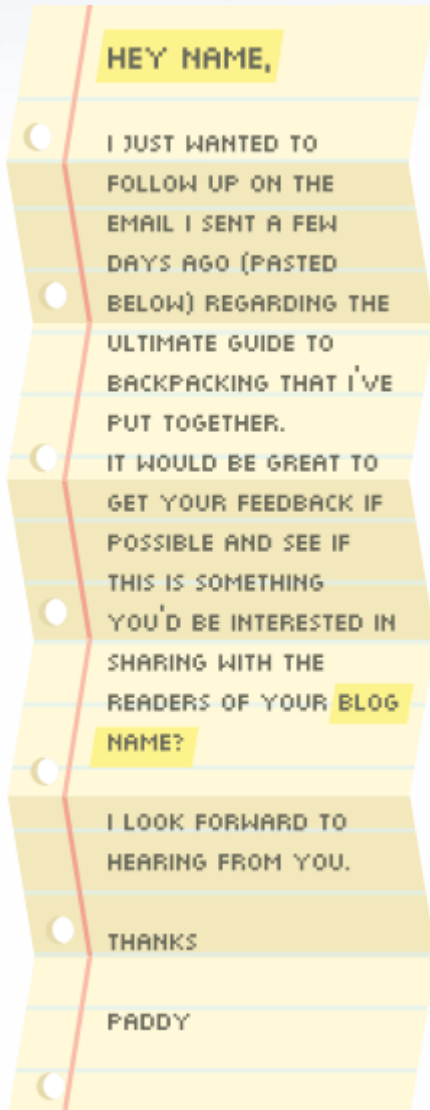 HEY NAME,
I JUST WANTED TO
FOLLOW UP ON THE
EMAIL I SENT A FEW
DAYS AGO (PASTED
BELOW) REGARDING THE
ULTIMATE GUIDE TO
BACKPACKING THAT I'VE
PUT TOGETHER.
IT WOULD BE GREAT TO
GET YOUR FEEDBACK IF
POSSIBLE AND SEE IF
THIS IS SOMETHING
YOU'D BE INTERESTED IN
SHARING WITH THE
READERS OF YOUR BLOG
NAME?
I LOOK FORWARD TO
HEARING FROM YOU.
THANKS
PADDY